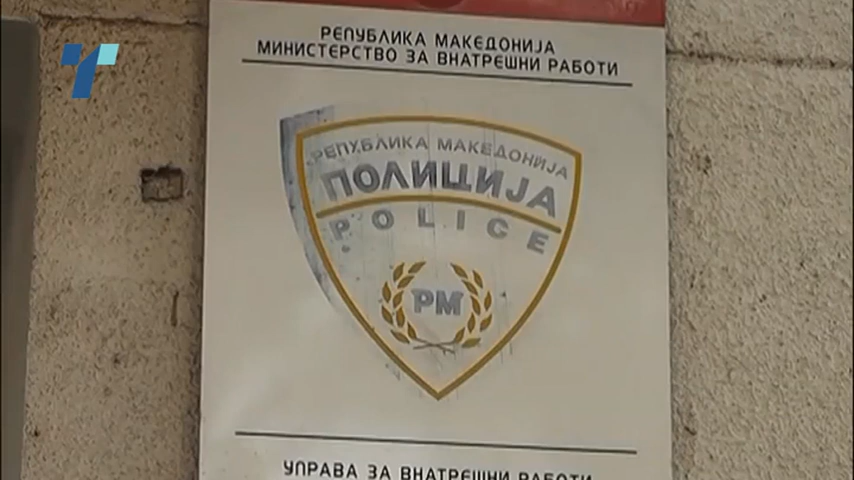 РЕПУБЛИКА МАКЕДОНИЈА
МИНИСТЕРСТВО ЗА ВНАТРЕШНИ РАБОТИ
РЕПУБЛИКА МАКЕДОНИЈА
ПОЛИЦИЈА
POLICE
РМ
УПРАВА ЗА ВНАТРЕШНИ РАБОТИ